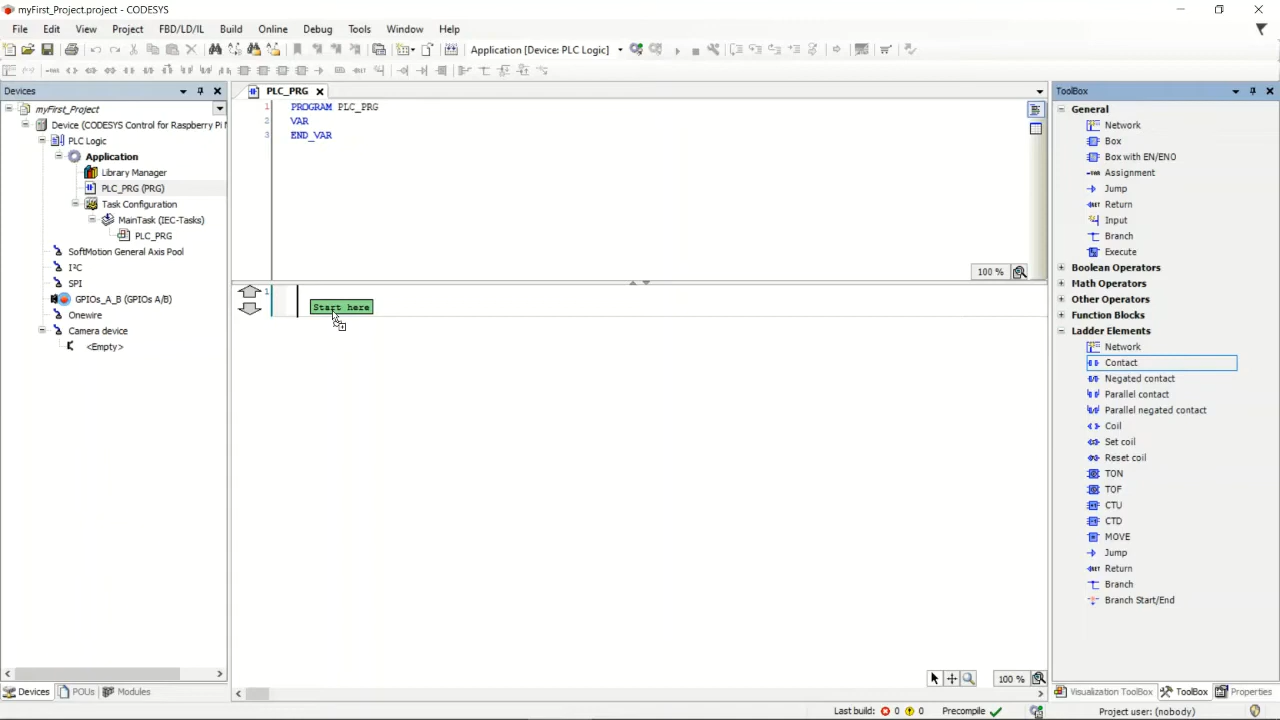 myFirst_Project.project - CODESYS
File Edit View Project FBD/LD/IL Build Online Debug Tools Window Help
Application [Device: PLC Logic]
Devices
myFirst_Project
Device (CODESYS Control for Raspberry Pi
PLC Logic
Application
Library Manager
PLC_PRG (PRG)
Task Configuration
MainTask (IEC-Tasks)
PLC_PRG
SoftMotion General Axis Pool
I²C
SPI
GPIOs_A_B (GPIOs A/B)
Onewire
Camera device
<Empty>
Devices POUs Modules
PLC_PRG
1 PROGRAM PLC_PRG
2 VAR
3 END_VAR
100 %
1
Start here
100 %
ToolBox
General
Network
Box
Box with EN/ENO
Assignment
Jump
Return
Input
Branch
Execute
Boolean Operators
Math Operators
Other Operators
Function Blocks
Ladder Elements
Network
Contact
Negated contact
Parallel contact
Parallel negated contact
Coil
Set coil
Reset coil
TON
TOF
CTU
CTD
MOVE
Jump
Return
Branch
Branch Start/End
Visualization ToolBox ToolBox Properties
Last build: 0 0 Precompile Project user: (nobody)